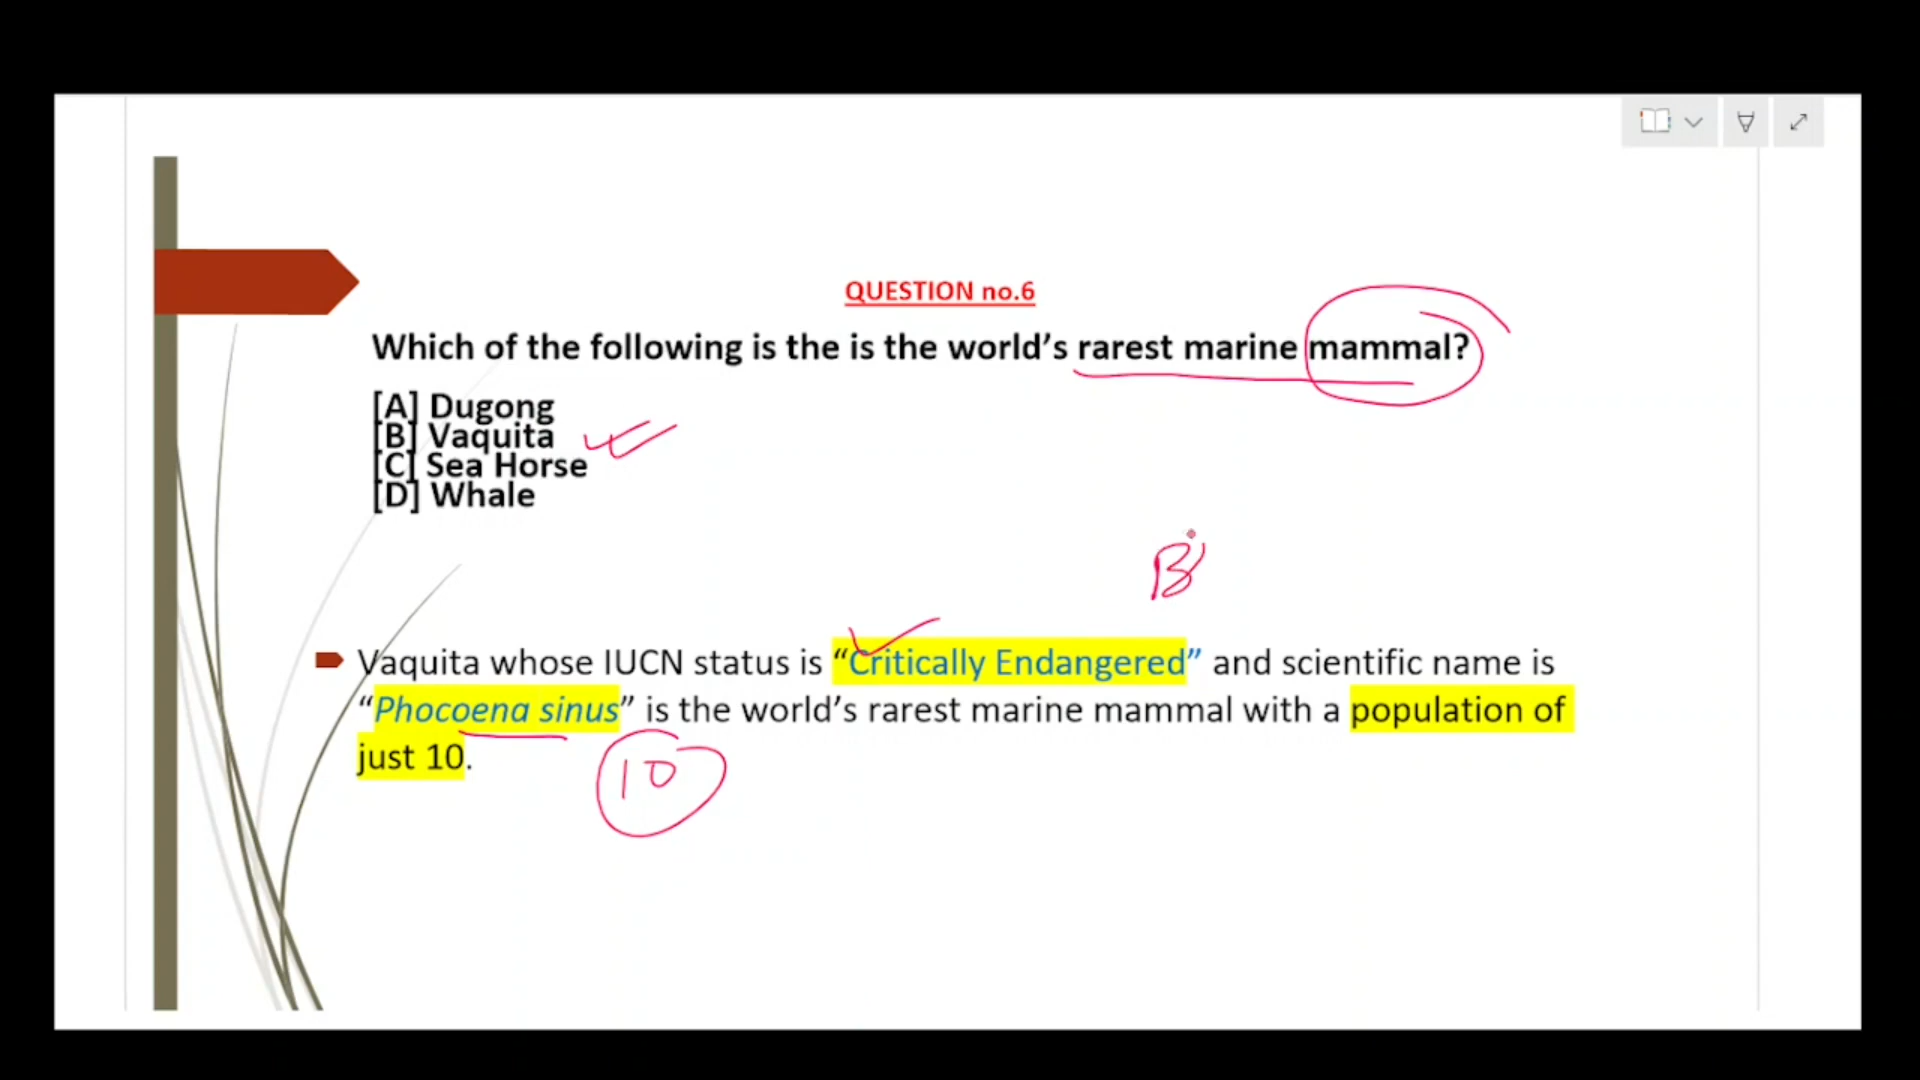 QUESTION no.6
Which of the following is the is the world’s rarest marine mammal?
[A] Dugong
[B] Vaquita
[C] Sea Horse
[D] Whale
B
Vaquita whose IUCN status is “Critically Endangered” and scientific name is
“Phocoena sinus” is the world’s rarest marine mammal with a population of
just 10.
10